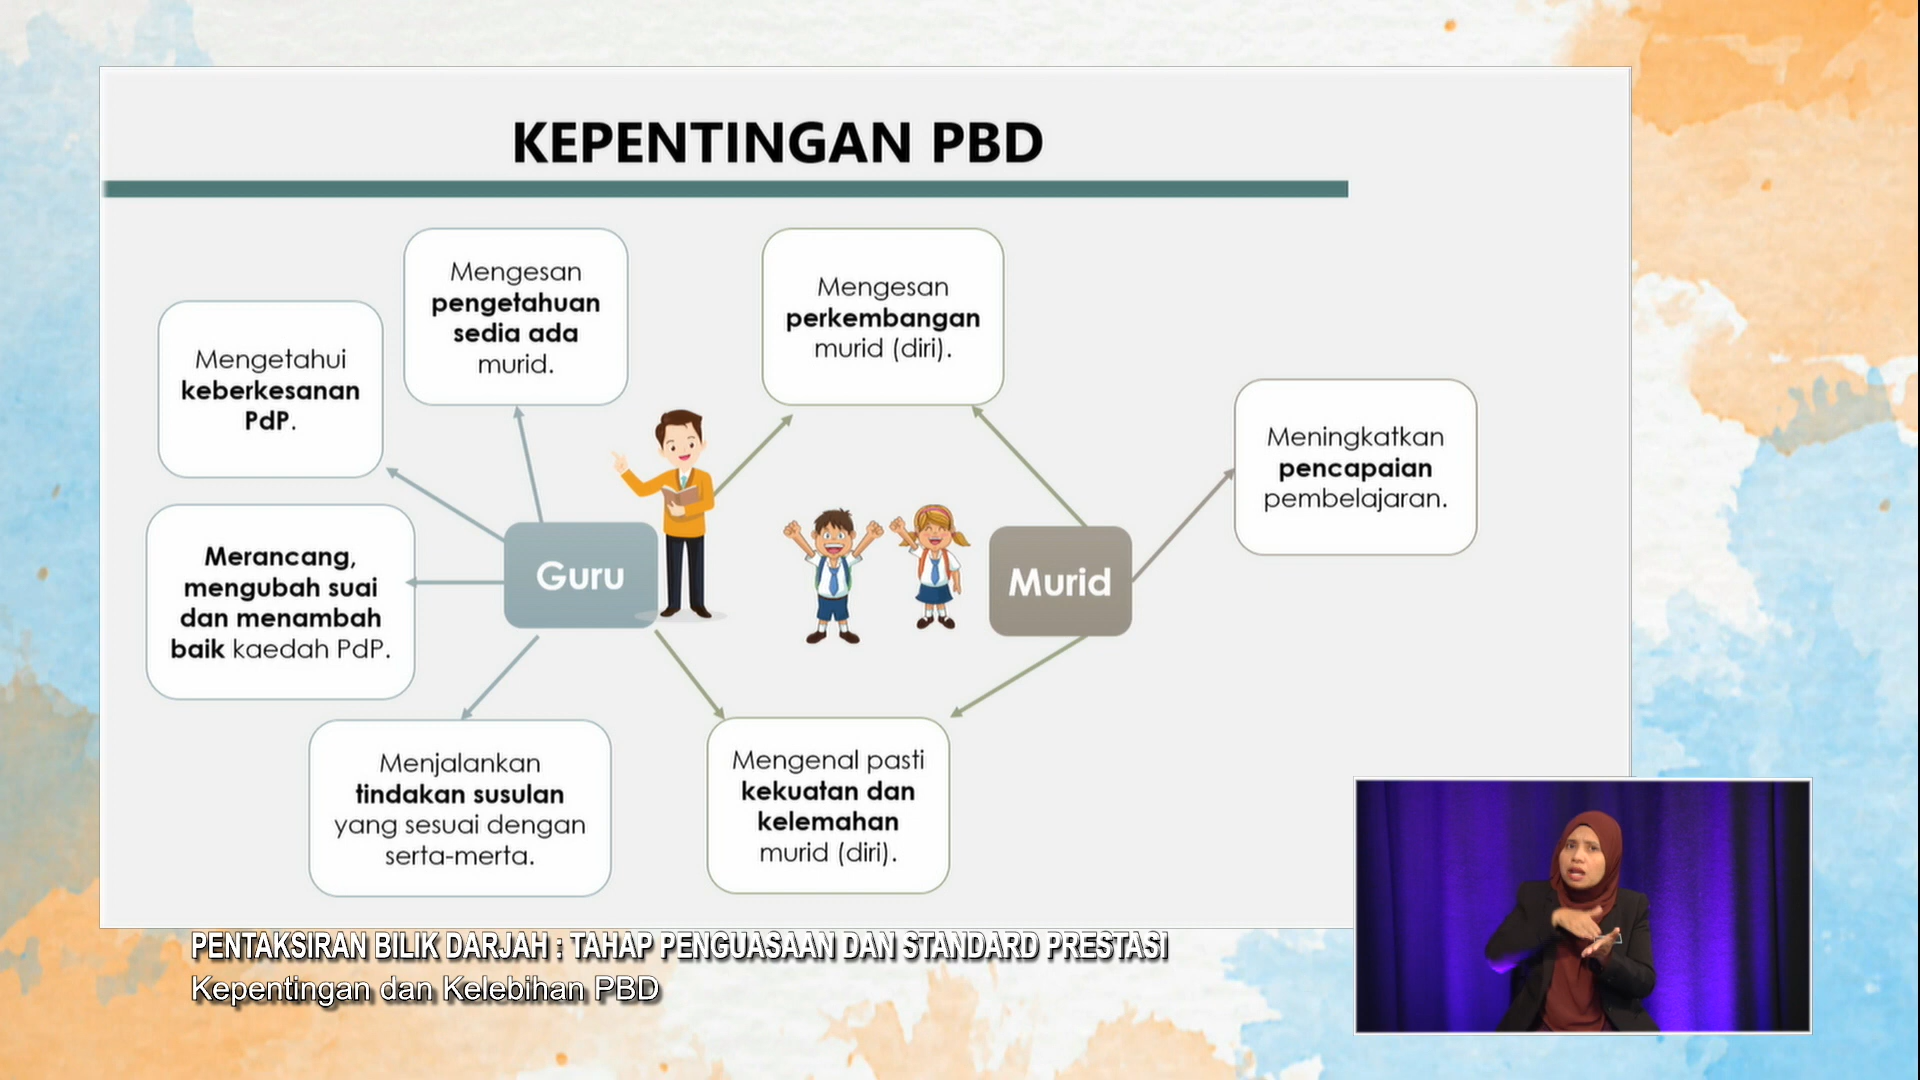 KEPENTINGAN PBD
Mengesan
pengetahuan
sedia ada
murid.
Mengesan
perkembangan
murid (diri).
Mengetahui
keberkesanan
PdP.
Meningkatkan
pencapaian
pembelajaran.
Merancang,
mengubah suai
dan menambah
baik kaedah PdP.
Guru
Murid
Menjalankan
tindakan susulan
yang sesuai dengan
serta-merta.
Mengenal pasti
kekuatan dan
kelemahan
murid (diri).
PENTAKSIRAN BILIK DARJAH : TAHAP PENGUASAAN DAN STANDARD PRESTASI
Kepentingan dan Kelebihan PBD